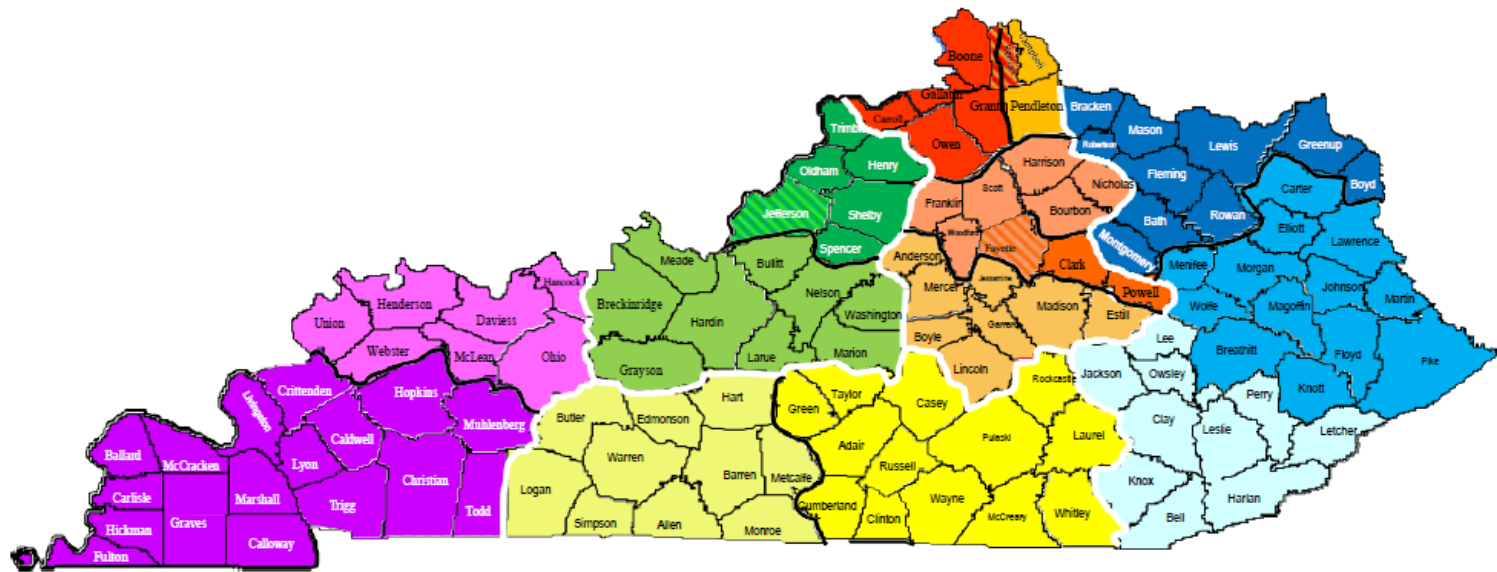 Boone
Gallatin
Grant
Pendleton
Carroll
Owen
Bracken
Mason
Robertson
Lewis
Greenup
Boyd
Fleming
Carter
Bath
Rowan
Montgomery
Trimble
Henry
Oldham
Jefferson
Shelby
Spencer
Harrison
Scott
Nicholas
Franklin
Bourbon
Woodford
Fayette
Clark
Powell
Anderson
Jessamine
Mercer
Madison
Estill
Garrard
Boyle
Lincoln
Elliott
Lawrence
Menifee
Morgan
Johnson
Martin
Wolfe
Magoffin
Breathitt
Floyd
Pike
Knott
Meade
Bullitt
Breckinridge
Nelson
Hardin
Washington
Larue
Marion
Grayson
Hancock
Henderson
Union
Daviess
Webster
McLean
Ohio
Crittenden
Hopkins
Livingston
Muhlenberg
Caldwell
Lyon
Christian
Trigg
Todd
Ballard
McCracken
Carlisle
Marshall
Hickman
Graves
Calloway
Fulton
Butler
Edmonson
Hart
Warren
Barren
Metcalfe
Logan
Simpson
Allen
Monroe
Green
Taylor
Casey
Rockcastle
Adair
Pulaski
Laurel
Russell
Cumberland
Clinton
Wayne
McCreary
Whitley
Lee
Jackson
Owsley
Perry
Clay
Leslie
Letcher
Knox
Harlan
Bell